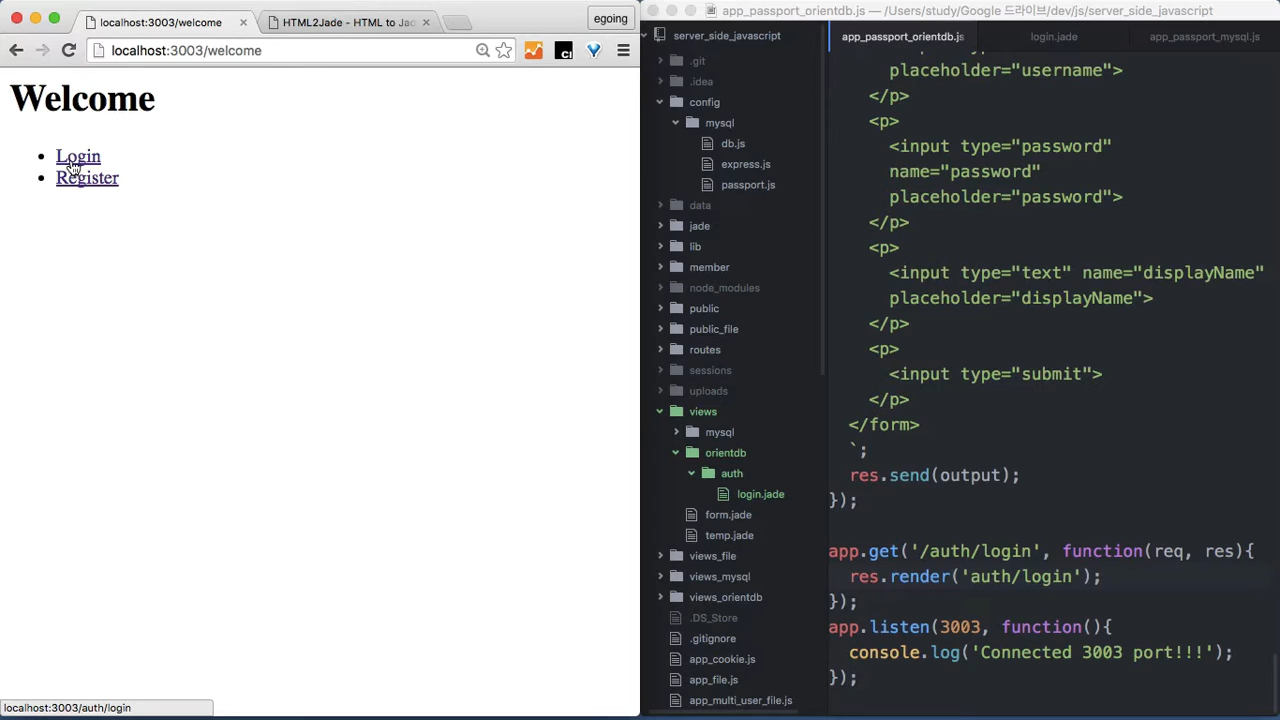 localhost:3003/welcome
HTML2Jade - HTML to Jad
egoing
localhost:3003/welcome
Welcome
Login
Register
localhost:3003/auth/login
app_passport_orientdb.js — /Users/study/Google 드라이브/dev/js/server_side_javascript
server_side_javascript
.git
.idea
config
mysql
db.js
express.js
passport.js
data
jade
lib
member
node_modules
public
public_file
routes
sessions
uploads
views
mysql
orientdb
auth
login.jade
form.jade
temp.jade
views_file
views_mysql
views_orientdb
.DS_Store
.gitignore
app_cookie.js
app_file.js
app_multi_user_file.js
app_passport_orientdb.js
login.jade
app_passport_mysql.js
placeholder="username">
</p>
<p>
<input type="password"
name="password"
placeholder="password">
</p>
<p>
<input type="text" name="displayName"
placeholder="displayName">
</p>
<p>
<input type="submit">
</p>
</form>
`;
res.send(output);
});
app.get('/auth/login', function(req, res){
res.render('auth/login');
});
app.listen(3003, function(){
console.log('Connected 3003 port!!!');
});